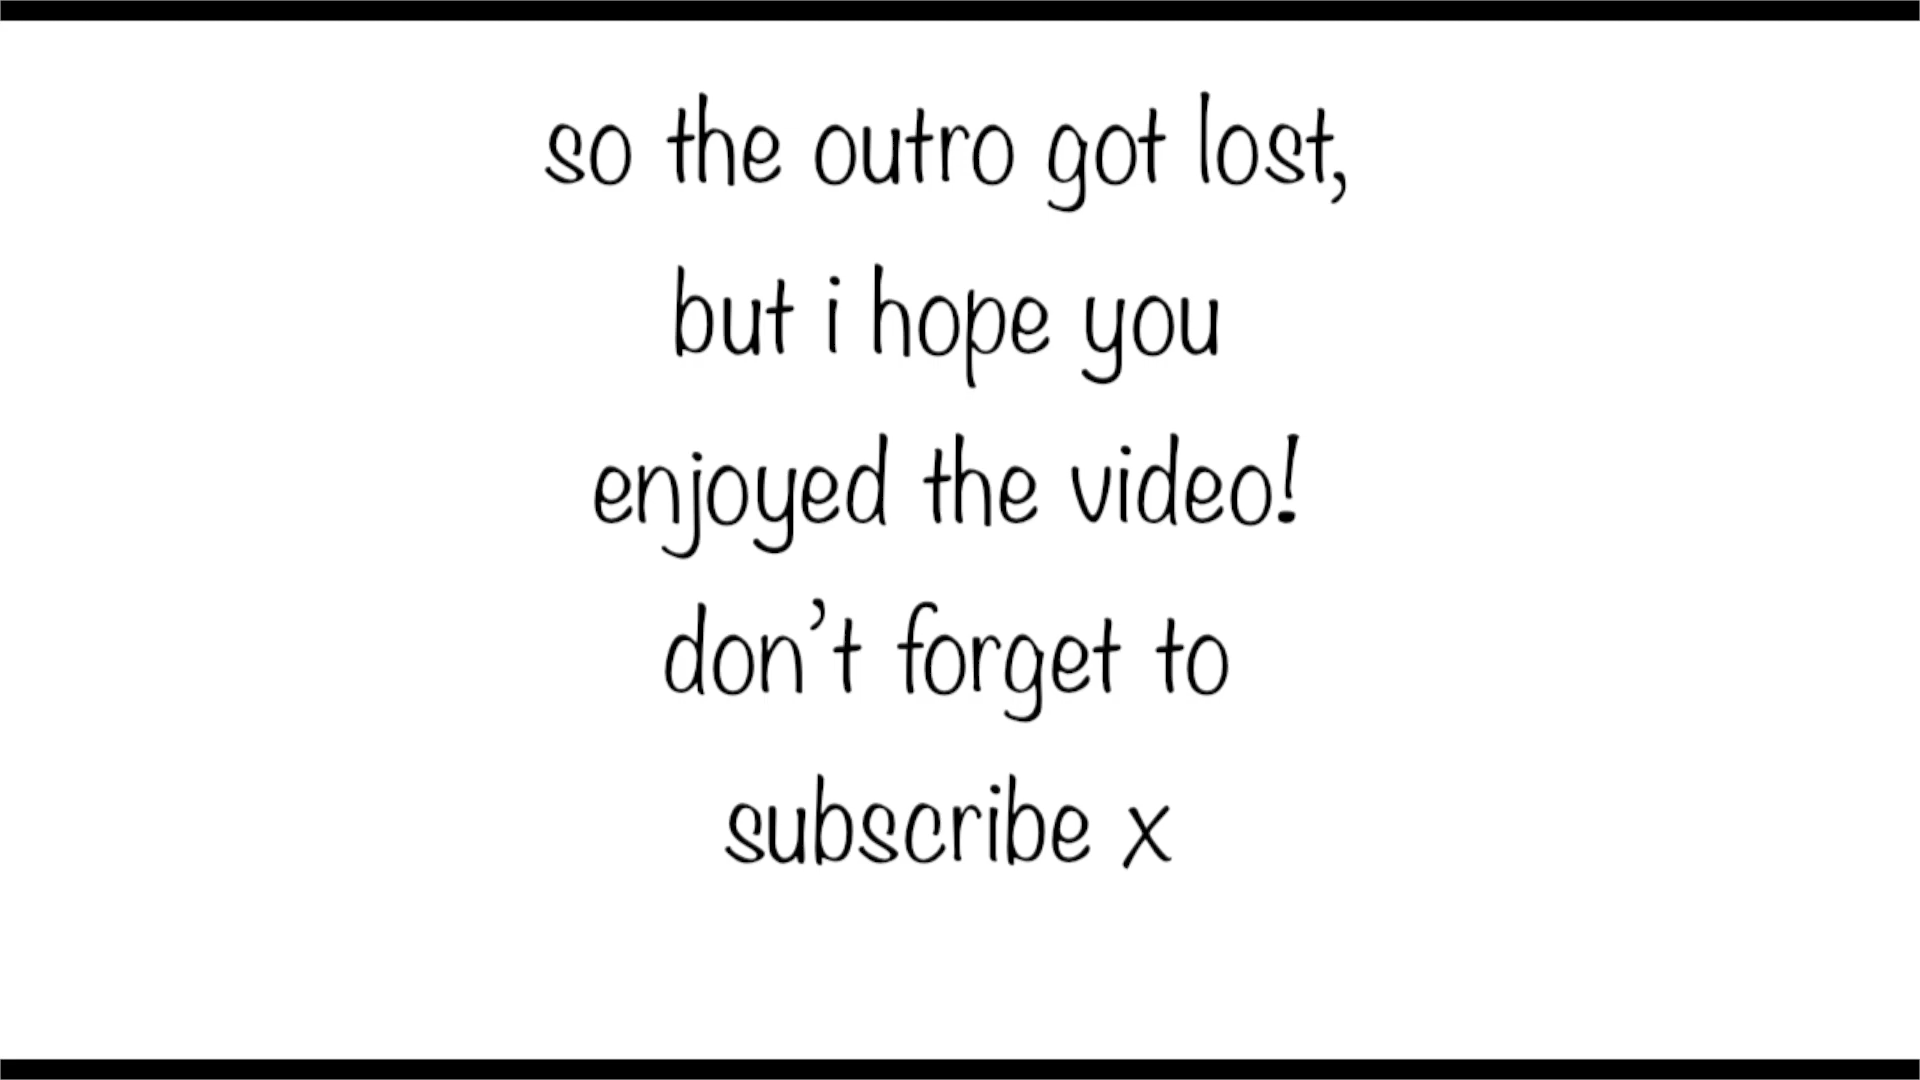 so the outro got lost,
but i hope you
enjoyed the video!
don’t forget to
subscribe x